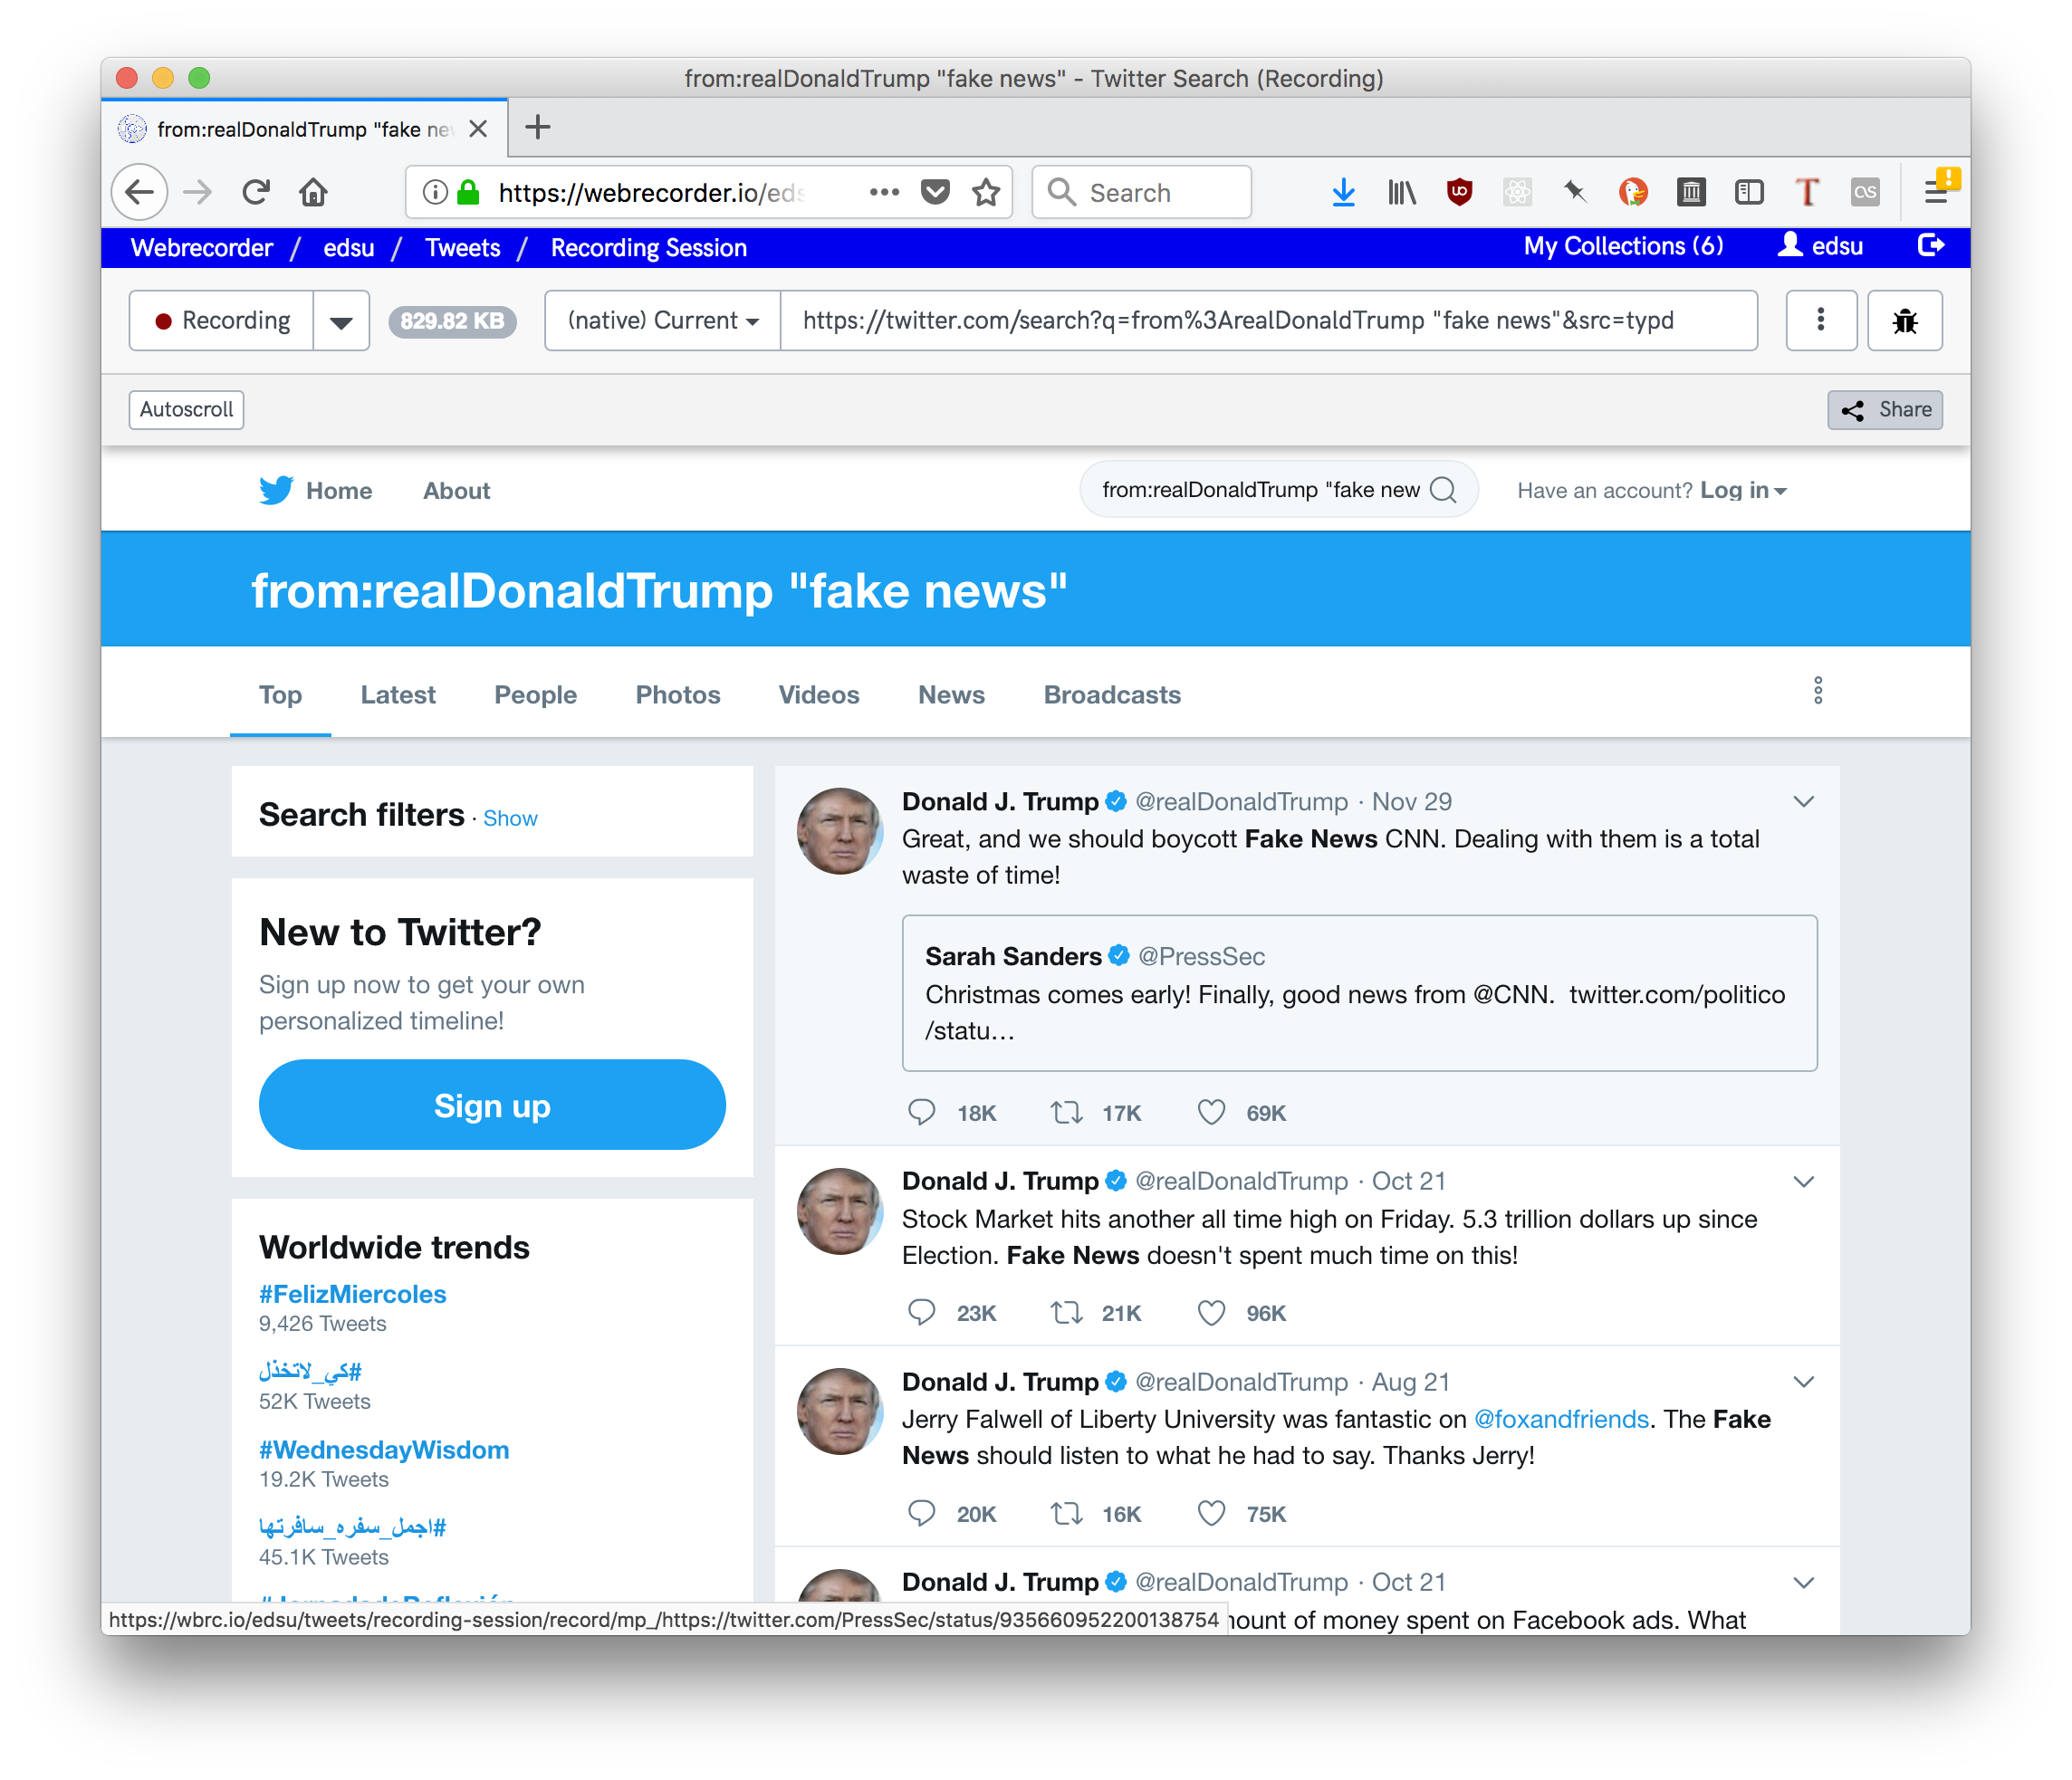 from:realDonaldTrump "fake news" - Twitter Search (Recording)
from:realDonaldTrump "fake ne
https://webrecorder.io/eds
Search
Webrecorder / edsu / Tweets / Recording Session
My Collections (6)
edsu
Recording
829.82 KB
(native) Current
https://twitter.com/search?q=from%3ArealDonaldTrump "fake news"&src=typd
Autoscroll
Share
Home
About
from:realDonaldTrump "fake new
Have an account? Log in
from:realDonaldTrump "fake news"
Top
Latest
People
Photos
Videos
News
Broadcasts
Search filters · Show
New to Twitter?
Sign up now to get your own
personalized timeline!
Sign up
Worldwide trends
#FelizMiercoles
9,426 Tweets
#كي_لاتخذل
52K Tweets
#WednesdayWisdom
19.2K Tweets
#اجمل_سفره_سافرتها
45.1K Tweets
Donald J. Trump @realDonaldTrump · Nov 29
Great, and we should boycott Fake News CNN. Dealing with them is a total
waste of time!
Sarah Sanders @PressSec
Christmas comes early! Finally, good news from @CNN. twitter.com/politico
/statu…
18K
17K
69K
Donald J. Trump @realDonaldTrump · Oct 21
Stock Market hits another all time high on Friday. 5.3 trillion dollars up since
Election. Fake News doesn't spent much time on this!
23K
21K
96K
Donald J. Trump @realDonaldTrump · Aug 21
Jerry Falwell of Liberty University was fantastic on @foxandfriends. The Fake
News should listen to what he had to say. Thanks Jerry!
20K
16K
75K
Donald J. Trump @realDonaldTrump · Oct 21
of money spent on Facebook ads. What
https://wbrc.io/edsu/tweets/recording-session/record/mp_/https://twitter.com/PressSec/status/935660952200138754